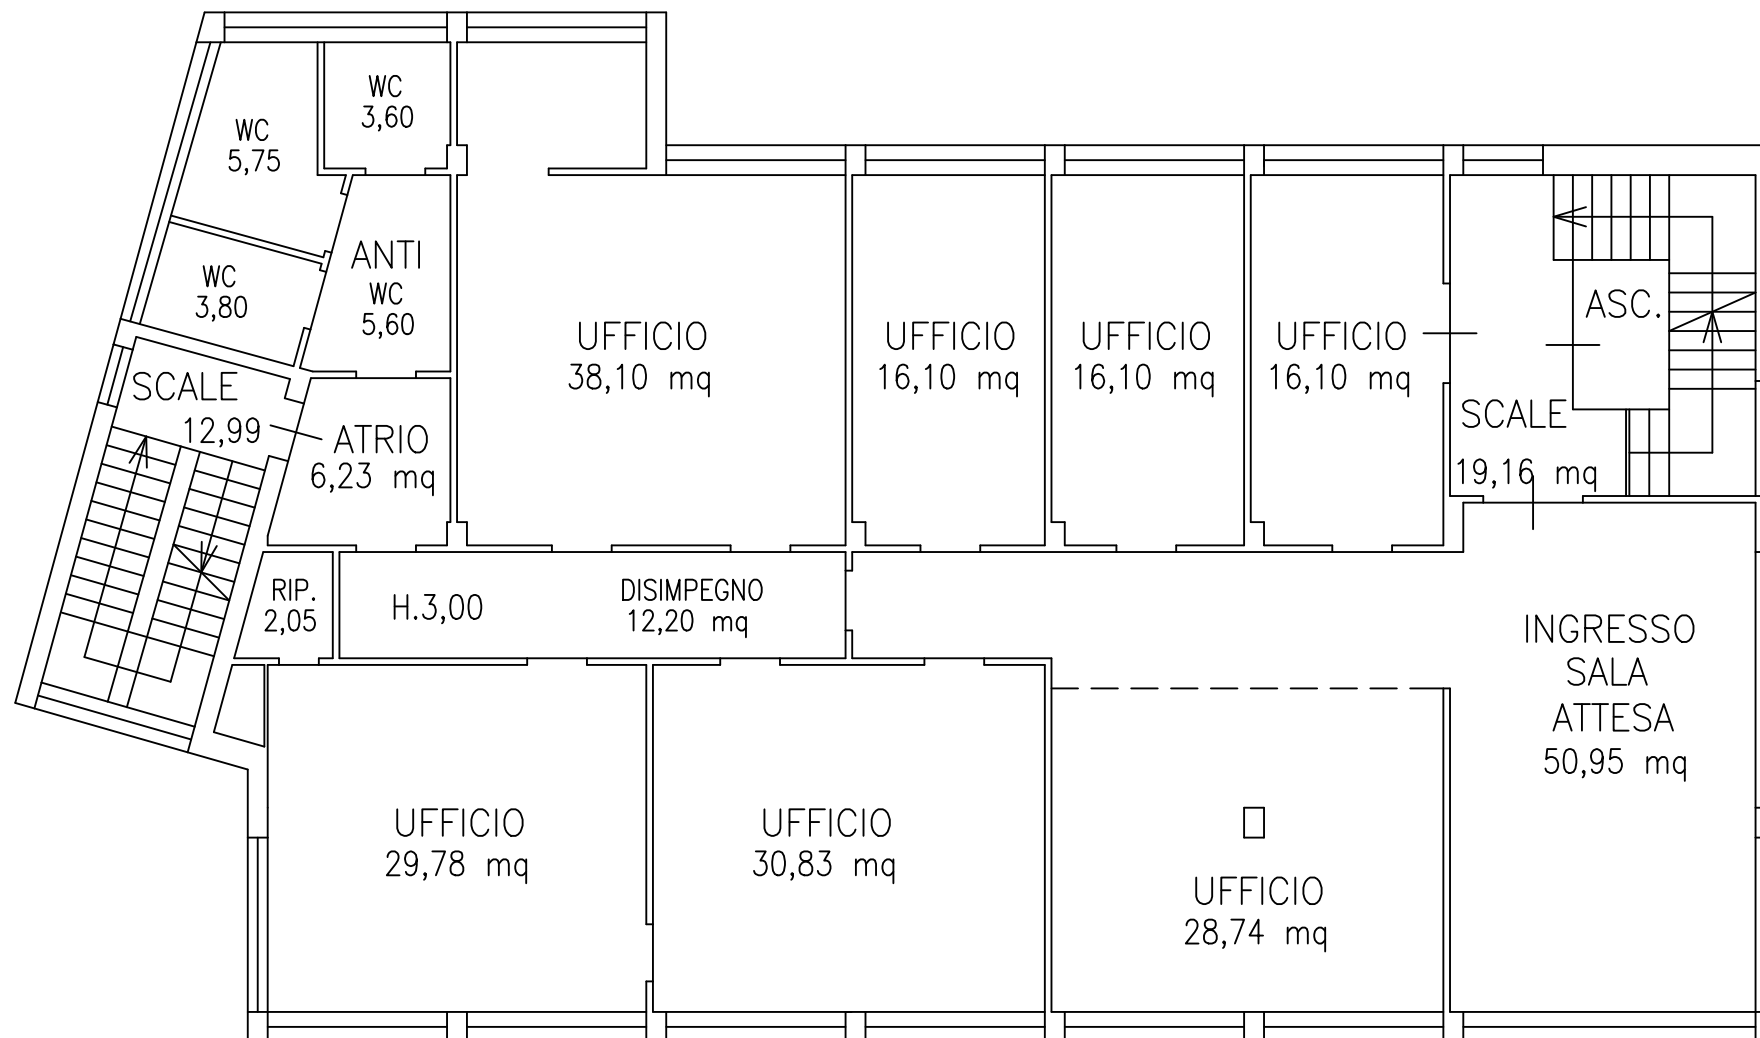 WC
3,60
WC
5,75
ANTI
WC
5,60
WC
3,80
UFFICIO
38,10 mq
UFFICIO
16,10 mq
UFFICIO
16,10 mq
UFFICIO
16,10 mq
ASC.
SCALE
12,99
ATRIO
6,23 mq
SCALE
19,16 mq
RIP.
2,05
H.3,00
DISIMPEGNO
12,20 mq
INGRESSO
SALA
ATTESA
50,95 mq
UFFICIO
29,78 mq
UFFICIO
30,83 mq
UFFICIO
28,74 mq